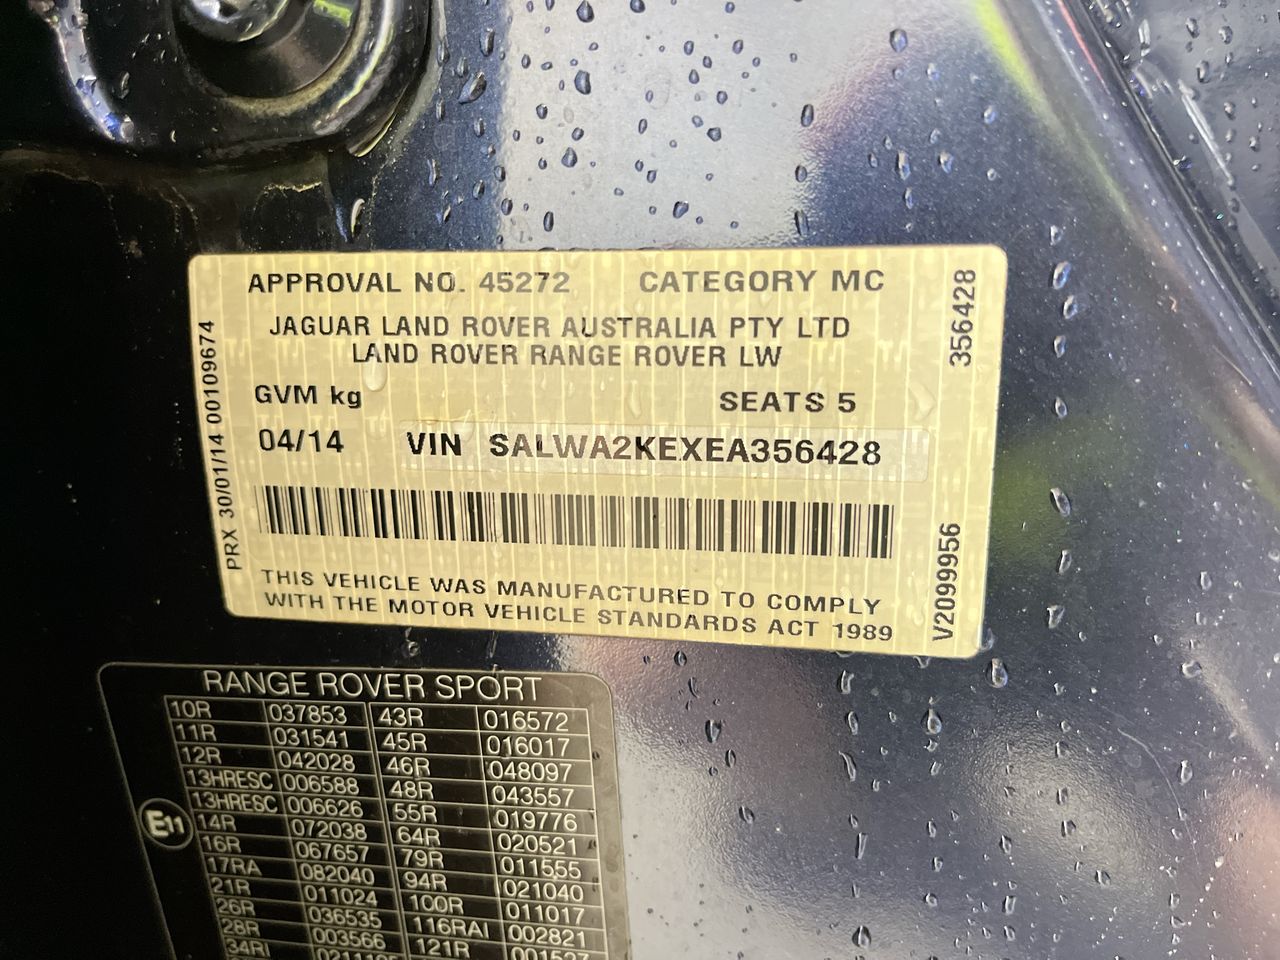 APPROVAL NO. 45272 CATEGORY MC
JAGUAR LAND ROVER AUSTRALIA PTY LTD
LAND ROVER RANGE ROVER LW
GVM kg SEATS 5
04/14 VIN SALWA2KEXEA356428
THIS VEHICLE WAS MANUFACTURED TO COMPLY
WITH THE MOTOR VEHICLE STANDARDS ACT 1989
PRX 30/01/14 00109674
356428
V2099956
RANGE ROVER SPORT
10R 037853 43R 016572
11R 031541 45R 016017
12R 042028 46R 048097
13HRESC 006588 48R 043557
13HRESC 006626 55R 019776
14R 072038 64R 020521
16R 067657 79R 011555
17RA 082040 94R 021040
21R 011024 100R 011017
26R 036535 116RAI 002821
28R 003566 121R 001527
34RI
E11